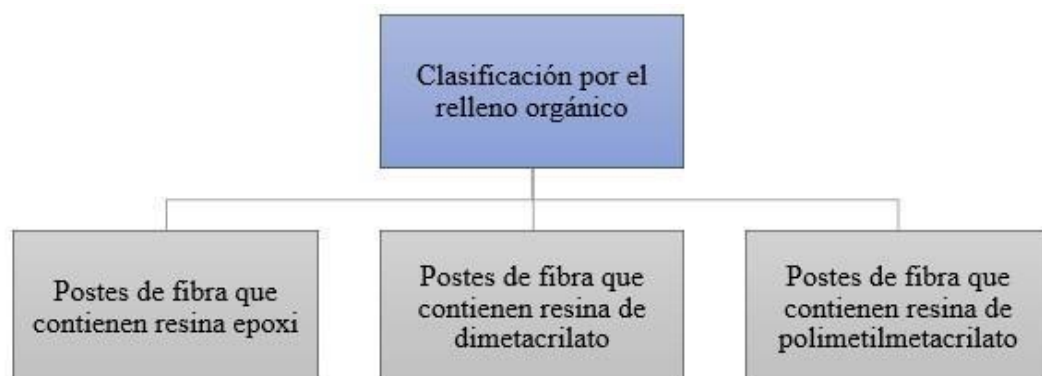 Clasificación por el
relleno orgánico
Postes de fibra que
contienen resina epoxi
Postes de fibra que
contienen resina de
dimetacrilato
Postes de fibra que
contienen resina de
polimetilmetacrilato